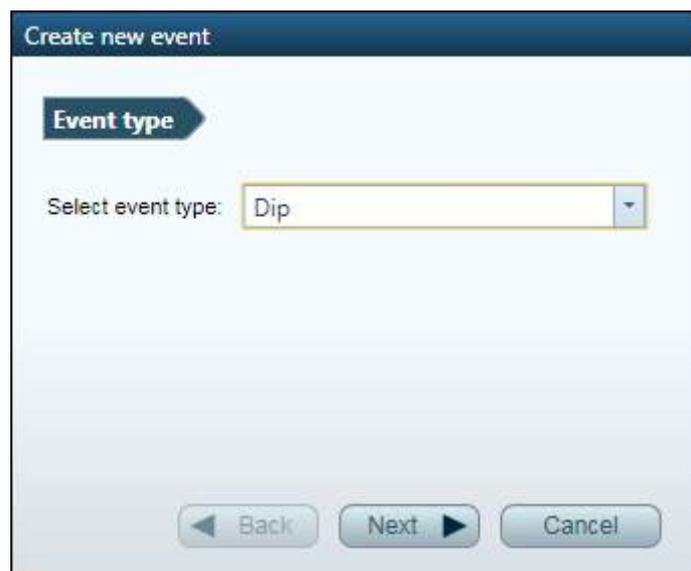 Create new event
Event type
Select event type: Dip
Back Next Cancel